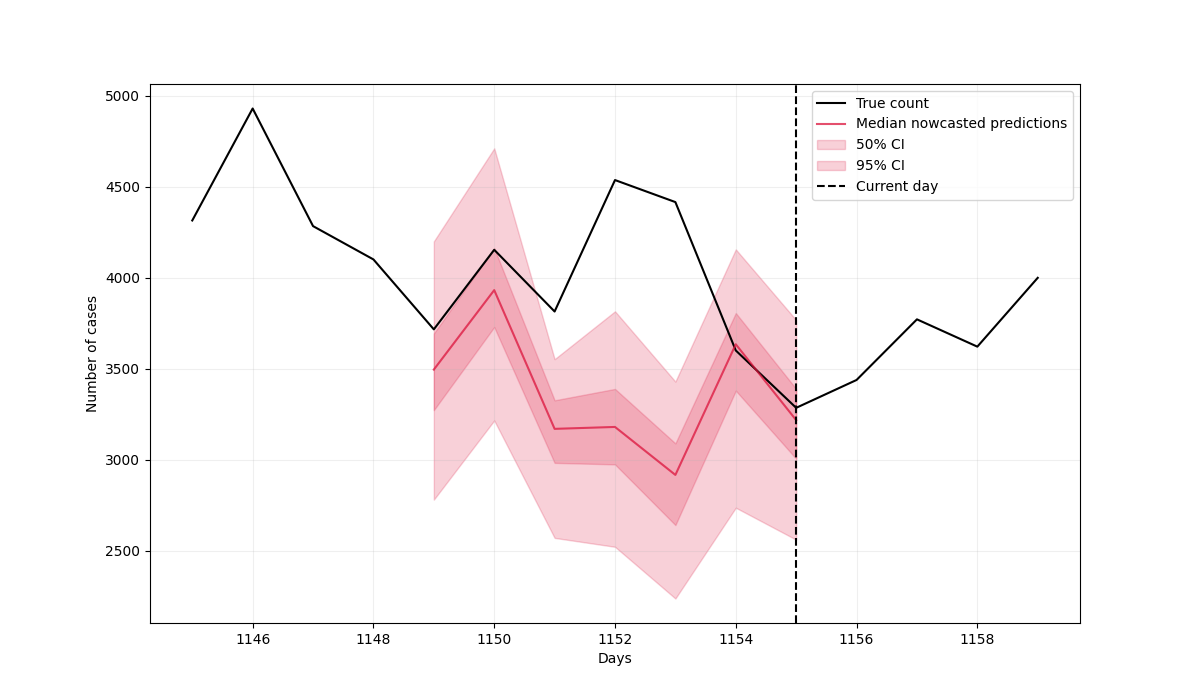 5000
4500
4000
3500
3000
2500
Number of cases
1146
1148
1150
1152
1154
1156
1158
Days
True count
Median nowcasted predictions
50% CI
95% CI
Current day